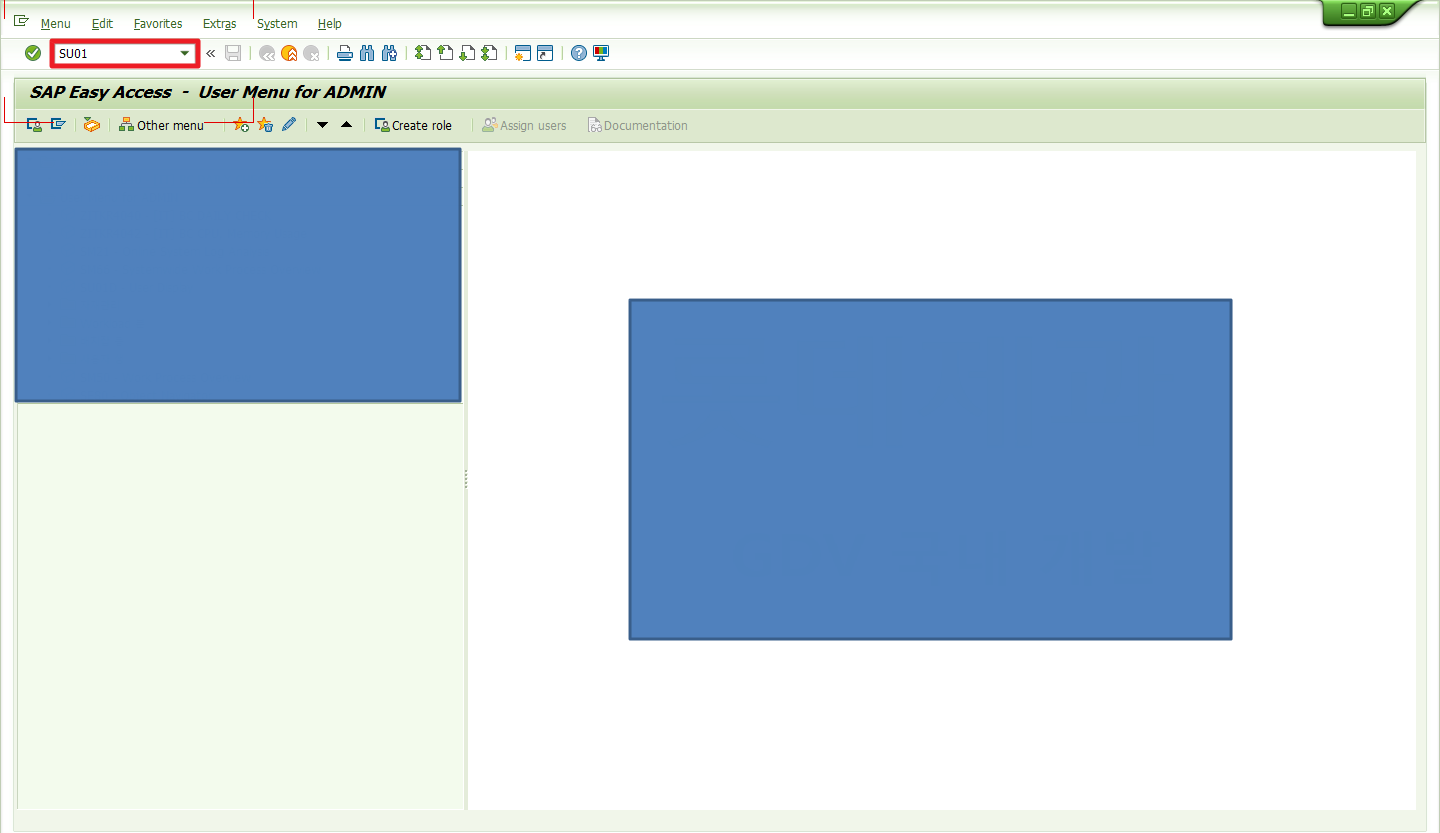 Menu Edit Favorites Extras System Help
SU01
SAP Easy Access - User Menu for ADMIN
Other menu Create role Assign users Documentation